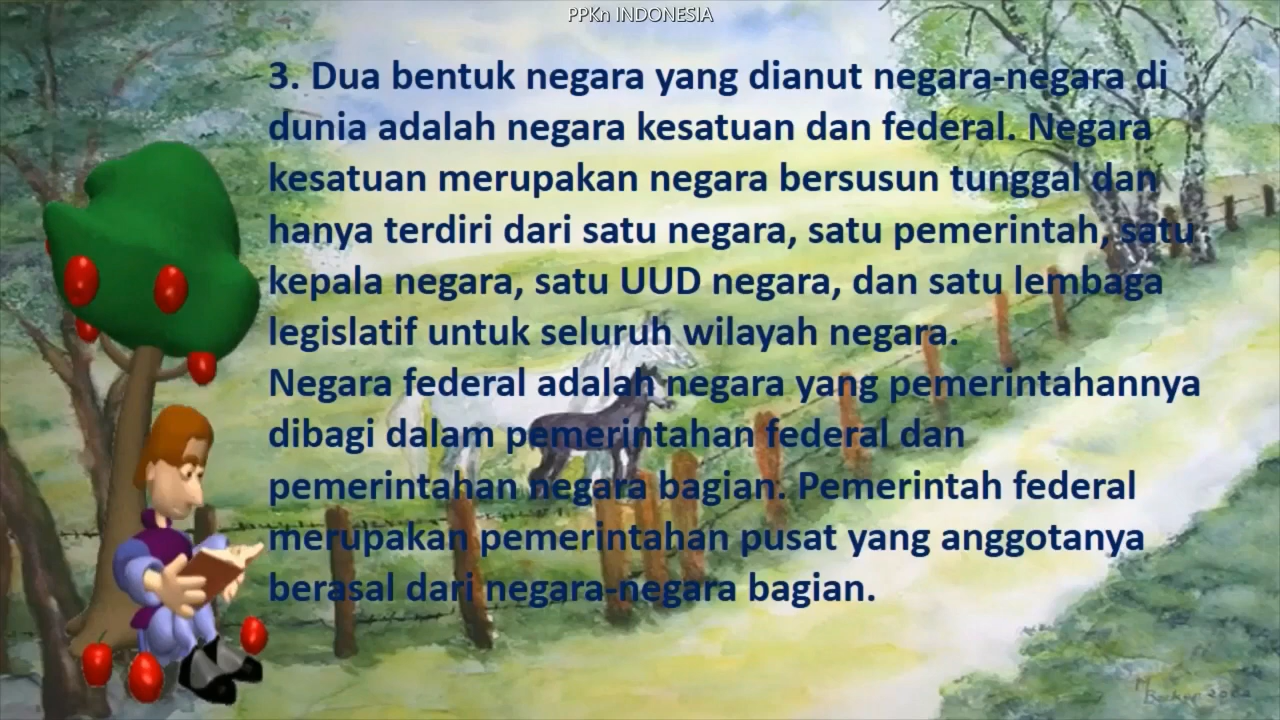 PPKn INDONESIA
3. Dua bentuk negara yang dianut negara-negara di
dunia adalah negara kesatuan dan federal. Negara
kesatuan merupakan negara bersusun tunggal dan
hanya terdiri dari satu negara, satu pemerintah, satu
kepala negara, satu UUD negara, dan satu lembaga
legislatif untuk seluruh wilayah negara.
Negara federal adalah negara yang pemerintahannya
dibagi dalam pemerintahan federal dan
pemerintahan negara bagian. Pemerintah federal
merupakan pemerintahan pusat yang anggotanya
berasal dari negara-negara bagian.